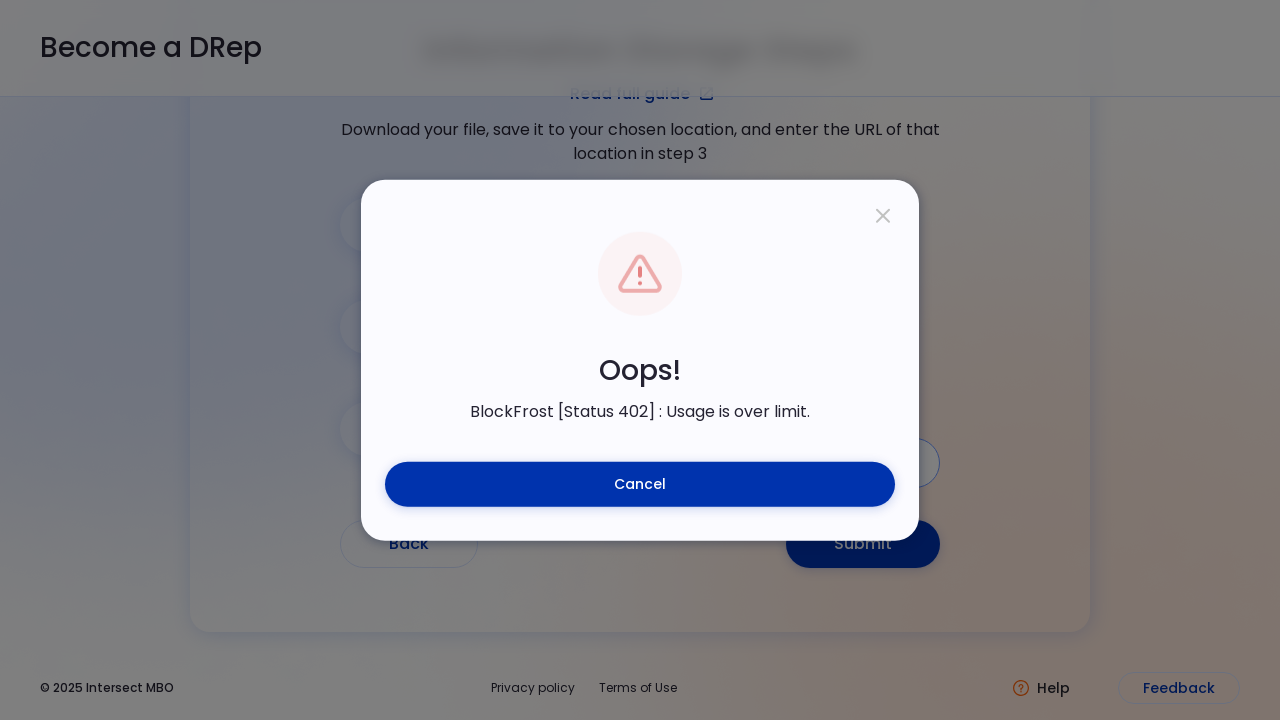 Become a DRep
Read full guide
Download your file, save it to your chosen location, and enter the URL of that
location in step 3
Oops!
BlockFrost [Status 402] : Usage is over limit.
Cancel
Back
Submit
© 2025 Intersect MBO
Privacy policy
Terms of Use
Help
Feedback